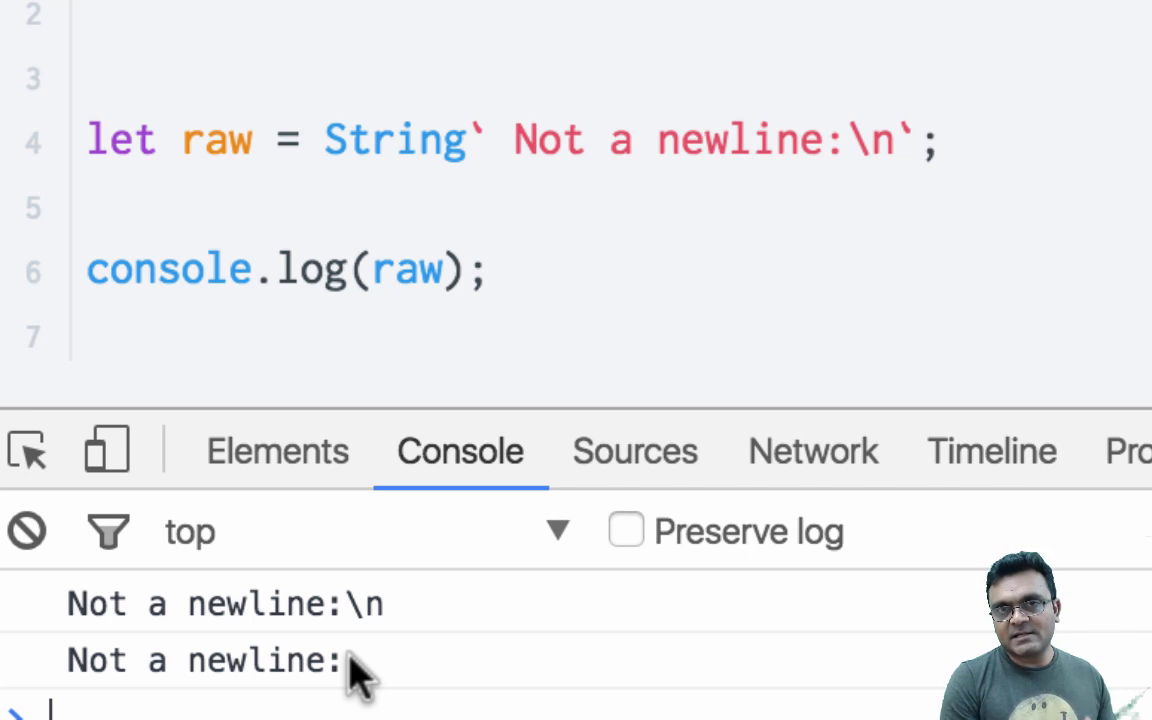 2
3
4 let raw = String` Not a newline:\n`;
5
6 console.log(raw);
7
Elements Console Sources Network Timeline Pro
top Preserve log
Not a newline:\n
Not a newline:
>